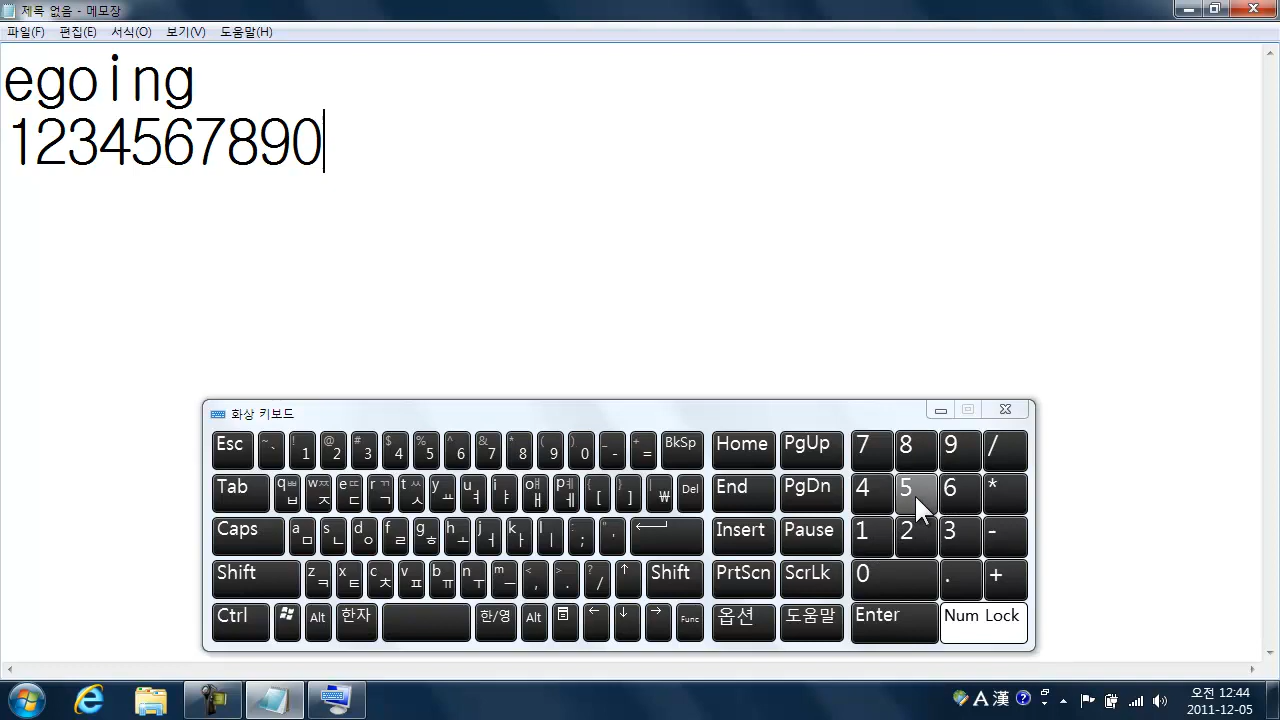 제목 없음 - 메모장
파일(F) 편집(E) 서식(O) 보기(V) 도움말(H)
egoing
1234567890
화상 키보드
Esc ~ ` ! 1 @ 2 # 3 $ 4 % 5 ^ 6 & 7 * 8 ( 9 ) 0 _ - + = BkSp Home PgUp 7 8 9 /
Tab q ㅃ ㅂ w ㅉ ㅈ e ㄸ ㄷ r ㄲ ㄱ t ㅆ ㅅ y ㅛ u ㅕ i ㅑ o ㅒ ㅐ p ㅖ ㅔ { [ } ] | ₩ Del End PgDn 4 5 6 *
Caps a ㅁ s ㄴ d ㅇ f ㄹ g ㅎ h ㅗ j ㅓ k ㅏ l ㅣ : ; " ' Insert Pause 1 2 3 -
Shift z ㅋ x ㅌ c ㅊ v ㅍ b ㅠ n ㅜ m ㅡ < , > . ? / ↑ Shift PrtScn ScrLk 0 . +
Ctrl Alt 한자 한/영 Alt ← ↓ → Func 옵션 도움말 Enter Num Lock
A 漢 ? 오전 12:44
2011-12-05